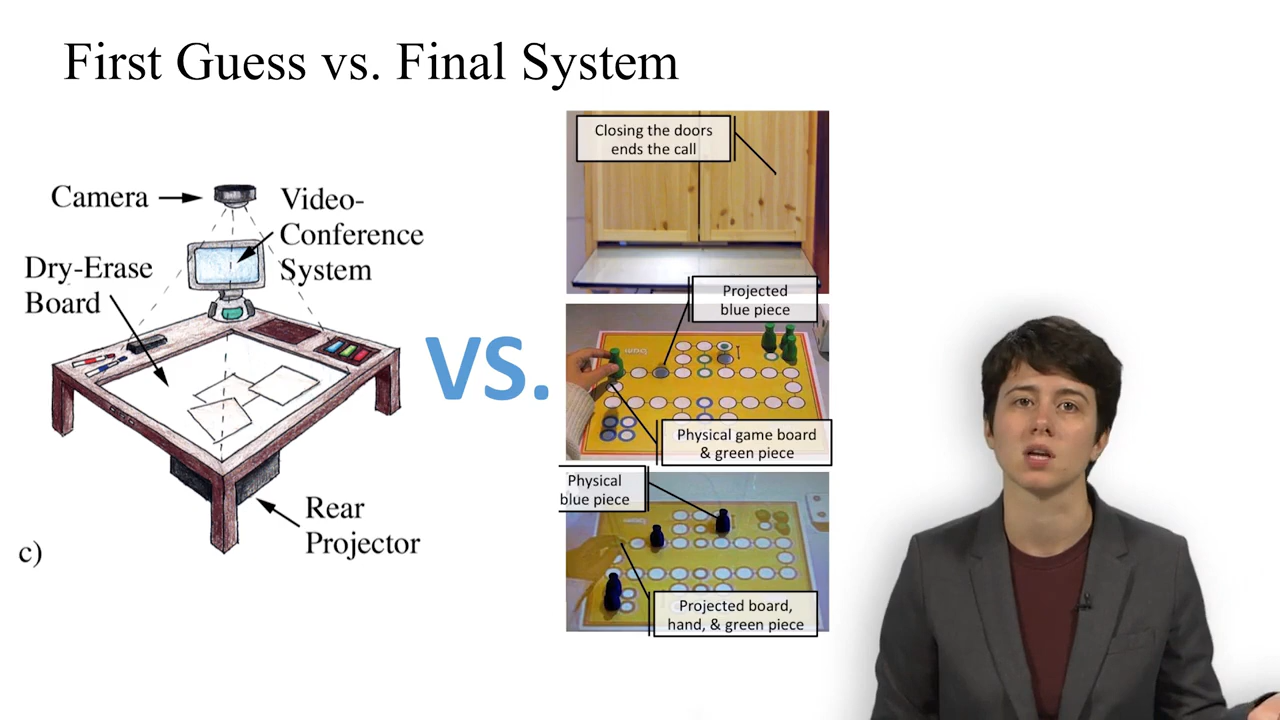 First Guess vs. Final System
Camera
Video-
Conference
System
Dry-Erase
Board
Rear
Projector
c)
VS.
Closing the doors
ends the call
Projected
blue piece
Physical game board
& green piece
Physical
blue piece
Projected board,
hand, & green piece